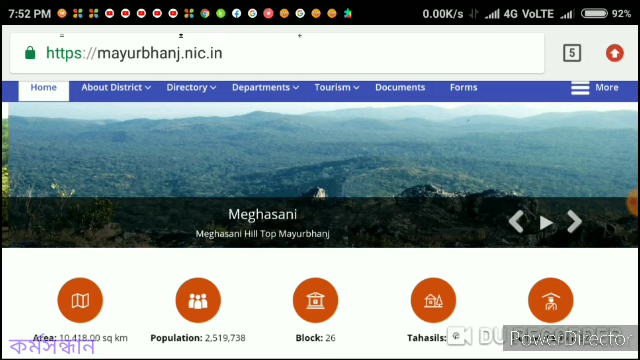 7:52 PM 0.00K/s 4G VoLTE 92%
https://mayurbhanj.nic.in 5
Home About District Directory Departments Tourism Documents Forms More
Meghasani
Meghasani Hill Top Mayurbhanj
Area: 10,418.00 sq km Population: 2,519,738 Block: 26 Tahasils:
কর্মসন্ধান
PowerDirector